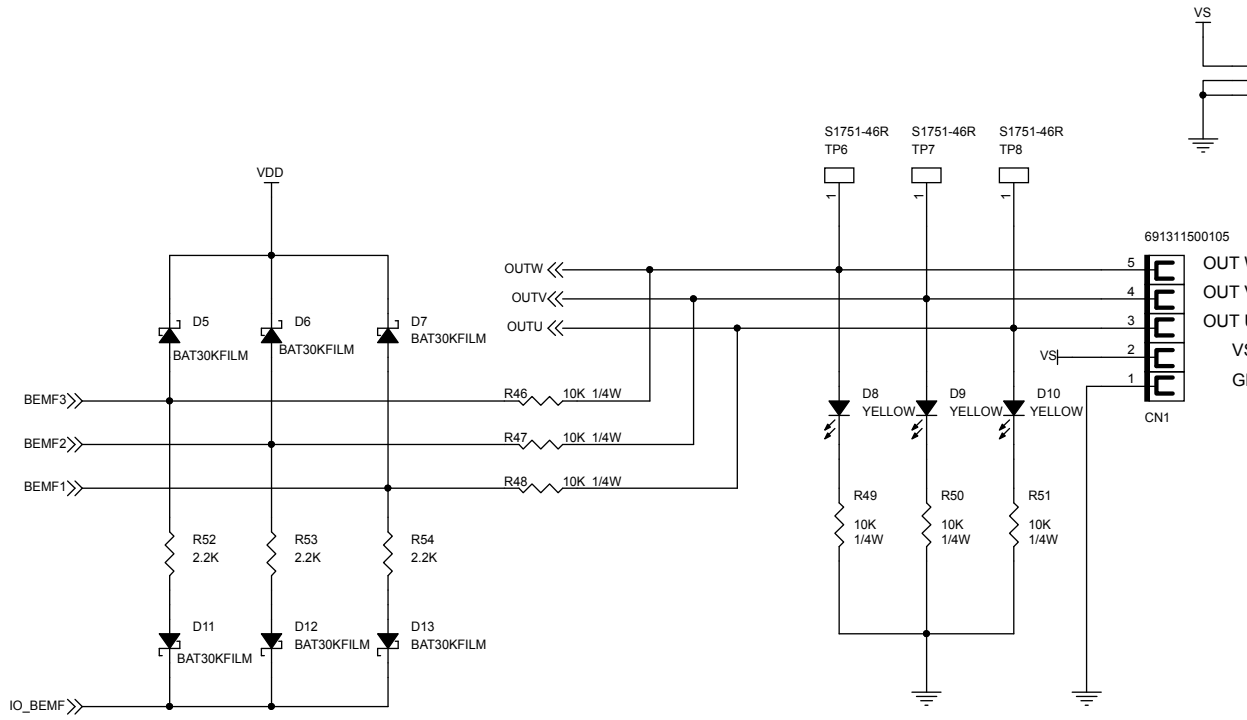 VS
S1751-46R
TP6
S1751-46R
TP7
S1751-46R
TP8
1
1
1
VDD
691311500105
OUTW
5
OUT
OUTV
4
OUT
OUTU
3
OUT
VS
2
1
CN1
D5
BAT30KFILM
D6
BAT30KFILM
D7
BAT30KFILM
BEMF3
R46
10K 1/4W
BEMF2
R47
10K 1/4W
BEMF1
R48
10K 1/4W
D8
YELLOW
D9
YELLOW
D10
YELLOW
R49
10K
1/4W
R50
10K
1/4W
R51
10K
1/4W
R52
2.2K
R53
2.2K
R54
2.2K
D11
BAT30KFILM
D12
BAT30KFILM
D13
BAT30KFILM
IO_BEMF